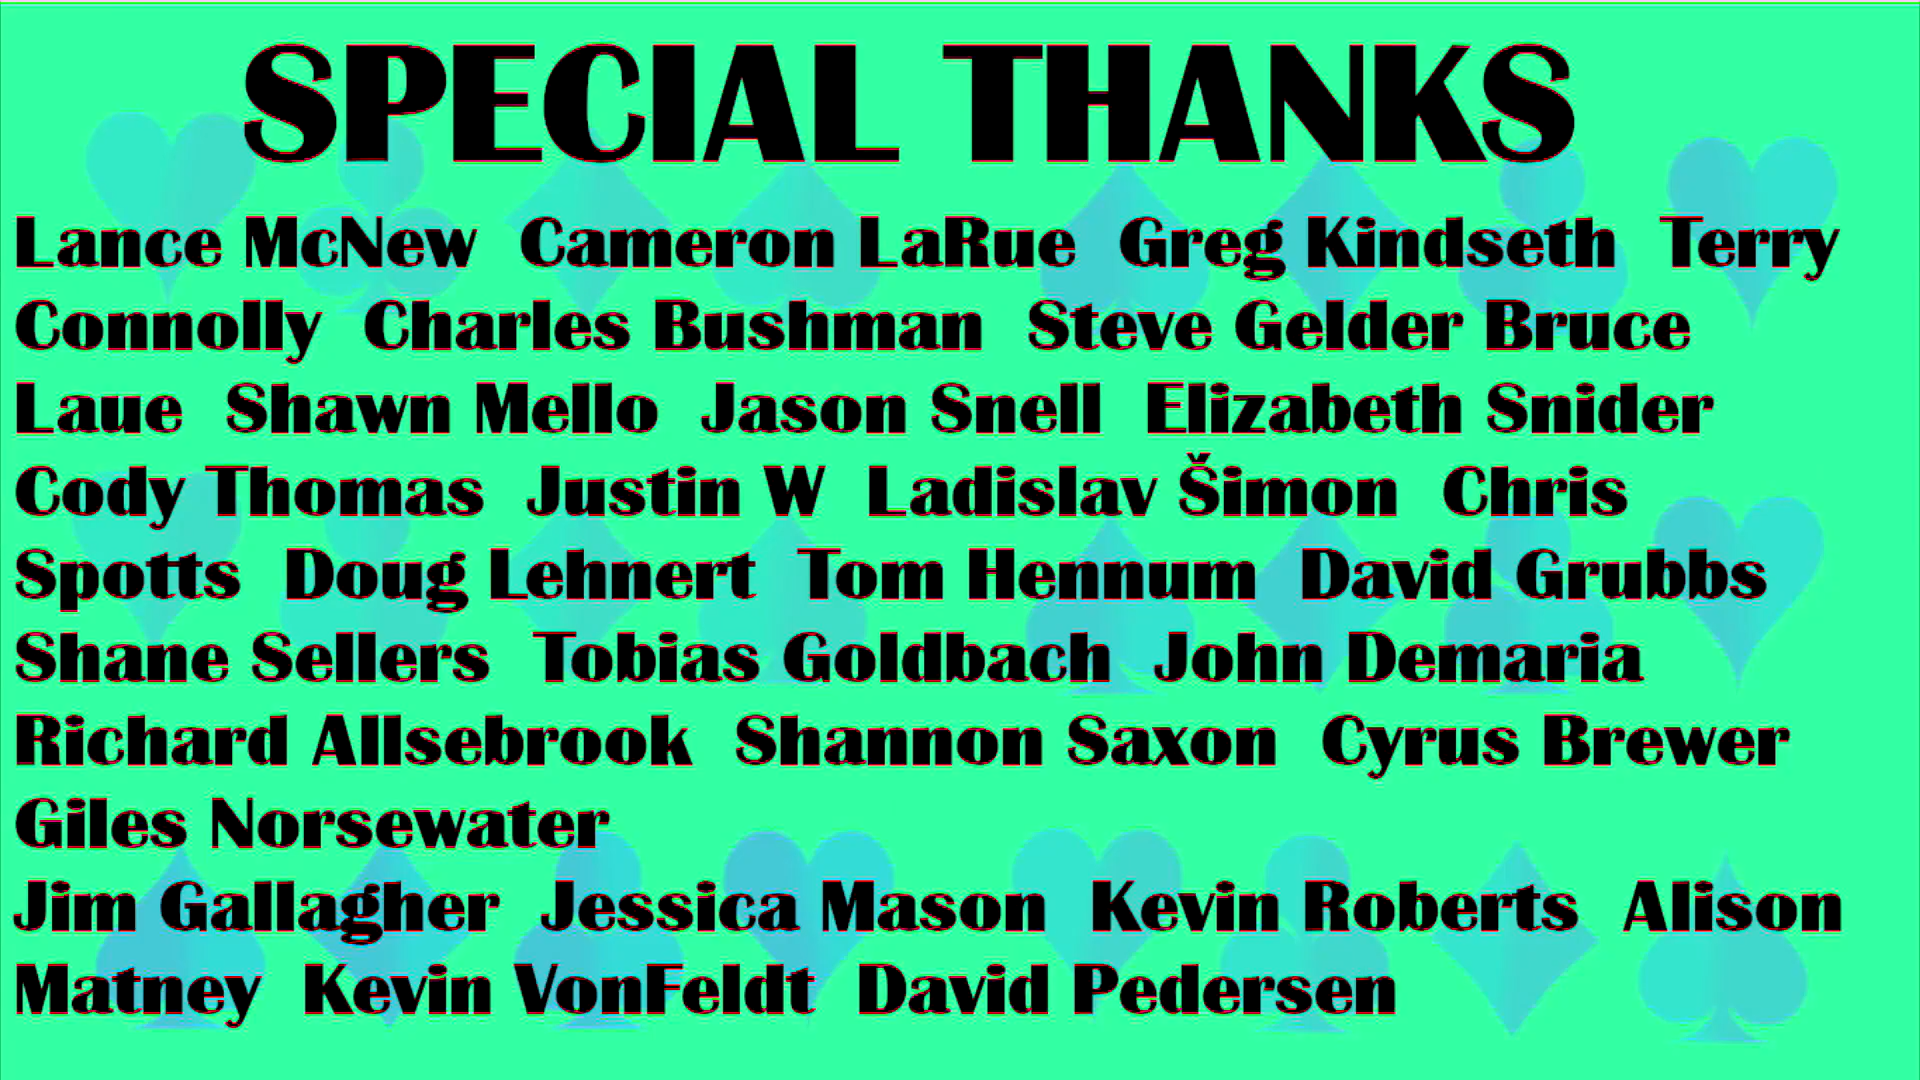 SPECIAL THANKS
Lance McNew  Cameron LaRue  Greg Kindseth  Terry
Connolly  Charles Bushman  Steve Gelder Bruce
Laue  Shawn Mello  Jason Snell  Elizabeth Snider
Cody Thomas  Justin W  Ladislav Šimon  Chris
Spotts  Doug Lehnert  Tom Hennum  David Grubbs
Shane Sellers  Tobias Goldbach  John Demaria
Richard Allsebrook  Shannon Saxon  Cyrus Brewer
Giles Norsewater
Jim Gallagher  Jessica Mason  Kevin Roberts  Alison
Matney  Kevin VonFeldt  David Pedersen